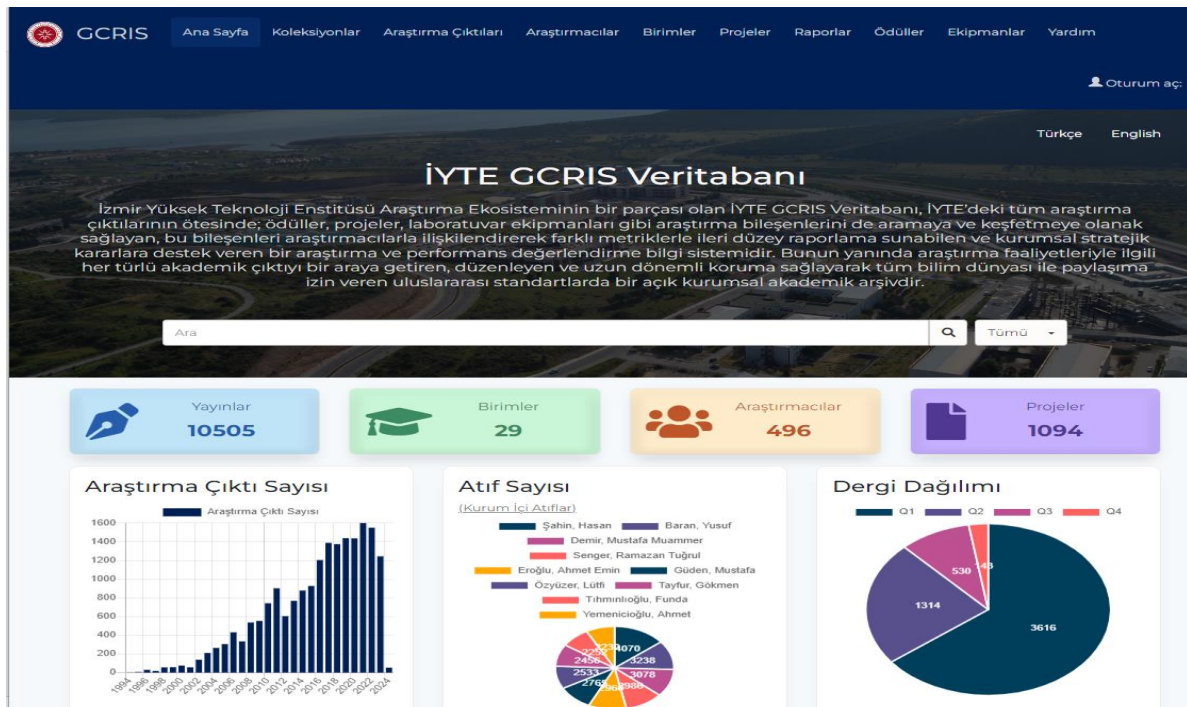 GCRIS
Ana Sayfa Koleksiyonlar Araştırma Çıktıları Araştırmacılar Birimler Projeler Raporlar Ödüller Ekipmanlar Yardım
Oturum aç:
Türkçe English
İYTE GCRIS Veritabanı
İzmir Yüksek Teknoloji Enstitüsü Araştırma Ekosisteminin bir parçası olan İYTE GCRIS Veritabanı, İYTE'deki tüm araştırma
çıktılarının ötesinde; ödüller, projeler, laboratuvar ekipmanları gibi araştırma bileşenlerini de aramaya ve keşfetmeye olanak
sağlayan, bu bileşenleri araştırmacılarla ilişkilendirerek farklı metriklerle ileri düzey raporlama sunabilen ve kurumsal stratejik
kararlara destek veren bir araştırma ve performans değerlendirme bilgi sistemidir. Bunun yanında araştırma faaliyetleriyle ilgili
her türlü akademik çıktıyı bir araya getiren, düzenleyen ve uzun dönemli koruma sağlayarak tüm bilim dünyası ile paylaşıma
izin veren uluslararası standartlarda bir açık kurumsal akademik arşivdir.
Ara Tümü
Yayınlar
10505
Birimler
29
Araştırmacılar
496
Projeler
1094
Araştırma Çıktı Sayısı
Araştırma Çıktı Sayısı
1600
1400
1200
1000
800
600
400
200
0
1994 1996 1998 2000 2002 2004 2006 2008 2010 2012 2014 2016 2018 2020 2022 2024
Atıf Sayısı
(Kurum İçi Atıflar)
Şahin, Hasan Baran, Yusuf
Demir, Mustafa Muammer
Senger, Ramazan Tuğrul
Eroğlu, Ahmet Emin Güden, Mustafa
Özyüzer, Lütfi Tayfur, Gökmen
Tıhmınlıoğlu, Funda
Yemenicioğlu, Ahmet
4070
3238
3078
2533
2456
Dergi Dağılımı
Q1 Q2 Q3 Q4
530
1314
3616